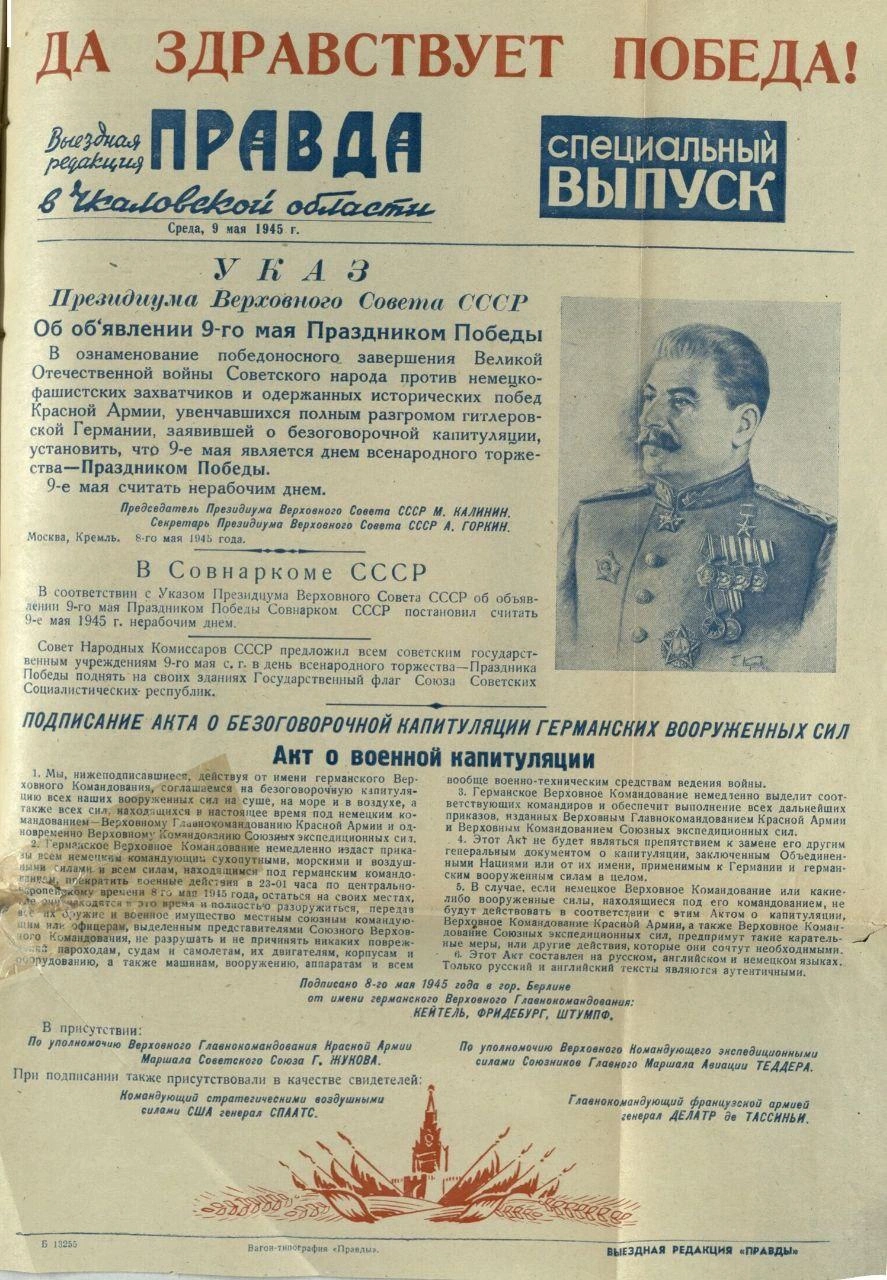 ДА ЗДРАВСТВУЕТ ПОБЕДА!
Выездная
редакция
ПРАВДА
в Чкаловской области
Среда, 9 мая 1945 г.
СПЕЦИАЛЬНЫЙ
ВЫПУСК
УКАЗ
Президиума Верховного Совета СССР
Об об'явлении 9-го мая Праздником Победы
В ознаменование победоносного завершения Великой
Отечественной войны Советского народа против немецко-
фашистских захватчиков и одержанных исторических побед
Красной Армии, увенчавшихся полным разгромом гитлеров-
ской Германии, заявившей о безоговорочной капитуляции,
установить, что 9-е мая является днем всенародного торже-
ства—Праздником Победы.
9-е мая считать нерабочим днем.
Председатель Президиума Верховного Совета СССР М. КАЛИНИН.
Секретарь Президиума Верховного Совета СССР А. ГОРКИН.
Москва, Кремль. 8-го мая 1945 года.
В Совнаркоме СССР
В соответствии с Указом Президиума Верховного Совета СССР об объяв-
лении 9-го мая Праздником Победы Совнарком СССР постановил считать
9-е мая 1945 г. нерабочим днем.
Совет Народных Комиссаров СССР предложил всем советским государст-
венным учреждениям 9-го мая с. г. в день всенародного торжества—Праздника
Победы поднять на своих зданиях Государственный флаг Союза Советских
Социалистических республик.
ПОДПИСАНИЕ АКТА О БЕЗОГОВОРОЧНОЙ КАПИТУЛЯЦИИ ГЕРМАНСКИХ ВООРУЖЕННЫХ СИЛ
Акт о военной капитуляции
1. Мы, нижеподписавшиеся, действуя от имени германского Вер-
ховного Командования, соглашаемся на безоговорочную капитуля-
цию всех наших вооруженных сил на суше, на море и в воздухе, а
также всех сил, находящихся в настоящее время под немецким ко-
мандованием—Верховному Главнокомандованию Красной Армии и од-
новременно Верховному Командованию Союзных экспедиционных сил.
2. Германское Верховное Командование немедленно издаст прика-
зы всем немецким командующим сухопутными, морскими и воздуш-
ными силами и всем силам, находящимся под германским командо-
ванием, прекратить военные действия в 23-01 часа по центрально-
европейскому времени 8-го мая 1945 года, остаться на своих местах,
где они находятся в это время и полностью разоружиться, передав
все их оружие и военное имущество местным союзным командую-
щим или офицерам, выделенным представителями Союзного Верхов-
ного Командования, не разрушать и не причинять никаких повреж-
дений пароходам, судам и самолетам, их двигателям, корпусам и
оборудованию, а также машинам, вооружению, аппаратам и всем
вообще военно-техническим средствам ведения войны.
3. Германское Верховное Командование немедленно выделит соот-
ветствующих командиров и обеспечит выполнение всех дальнейших
приказов, изданных Верховным Главнокомандованием Красной Армии
и Верховным Командованием Союзных экспедиционных сил.
4. Этот Акт не будет являться препятствием к замене его другим
генеральным документом о капитуляции, заключенным Объединен-
ными Нациями или от их имени, применимым к Германии и герман-
ским вооруженным силам в целом.
5. В случае, если немецкое Верховное Командование или какие-
либо вооруженные силы, находящиеся под его командованием, не
будут действовать в соответствии с этим Актом о капитуляции,
Верховное Командование Красной Армии, а также Верховное Коман-
дование Союзных экспедиционных сил, предпримут такие каратель-
ные меры, или другие действия, которые они сочтут необходимыми.
6. Этот Акт составлен на русском, английском и немецком языках.
Только русский и английский тексты являются аутентичными.
Подписано 8-го мая 1945 года в гор. Берлине
от имени германского Верховного Главнокомандования:
КЕЙТЕЛЬ, ФРИДЕБУРГ, ШТУМПФ.
В присутствии:
По уполномочию Верховного Главнокомандования Красной Армии
Маршала Советского Союза Г. ЖУКОВА.
По уполномочию Верховного Командующего экспедиционными
силами Союзников Главного Маршала Авиации ТЕДДЕРА.
При подписании также присутствовали в качестве свидетелей:
Командующий стратегическими воздушными
силами США генерал СПААТС.
Главнокомандующий французской армией
генерал ДЕЛАТР де ТАССИНЬИ.
Б 13255
Вагон-типография «Правды».
ВЫЕЗДНАЯ РЕДАКЦИЯ «ПРАВДЫ»